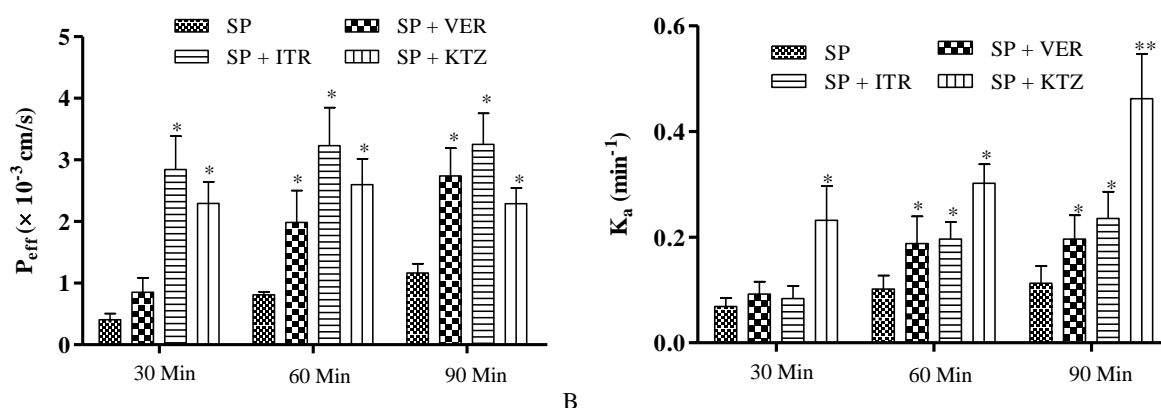 SP
SP + VER
SP + ITR
SP + KTZ
P_eff (× 10⁻³ cm/s)
5
4
3
2
1
0
*
*
*
*
*
*
*
*
30 Min
60 Min
90 Min
B
SP
SP + VER
SP + ITR
SP + KTZ
K_a (min⁻¹)
0.6
0.4
0.2
0.0
*
*
*
*
*
*
**
30 Min
60 Min
90 Min